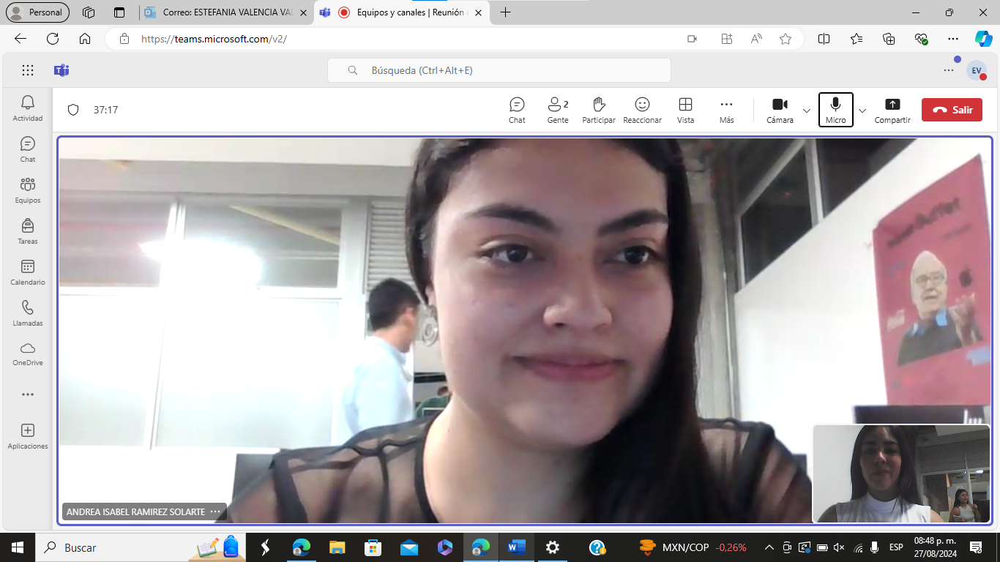 Personal
Correo: ESTEFANIA VALENCIA VAL
Equipos y canales | Reunión
https://teams.microsoft.com/v2/
Búsqueda (Ctrl+Alt+E)
EV
37:17
Chat
2
Gente
Participar
Reaccionar
Vista
Más
Cámara
Micro
Compartir
Salir
Actividad
Chat
Equipos
Tareas
Calendario
Llamadas
OneDrive
Aplicaciones
ANDREA ISABEL RAMIREZ SOLARTE
Buscar
MXN/COP -0,26%
ESP
08:48 p. m.
27/08/2024